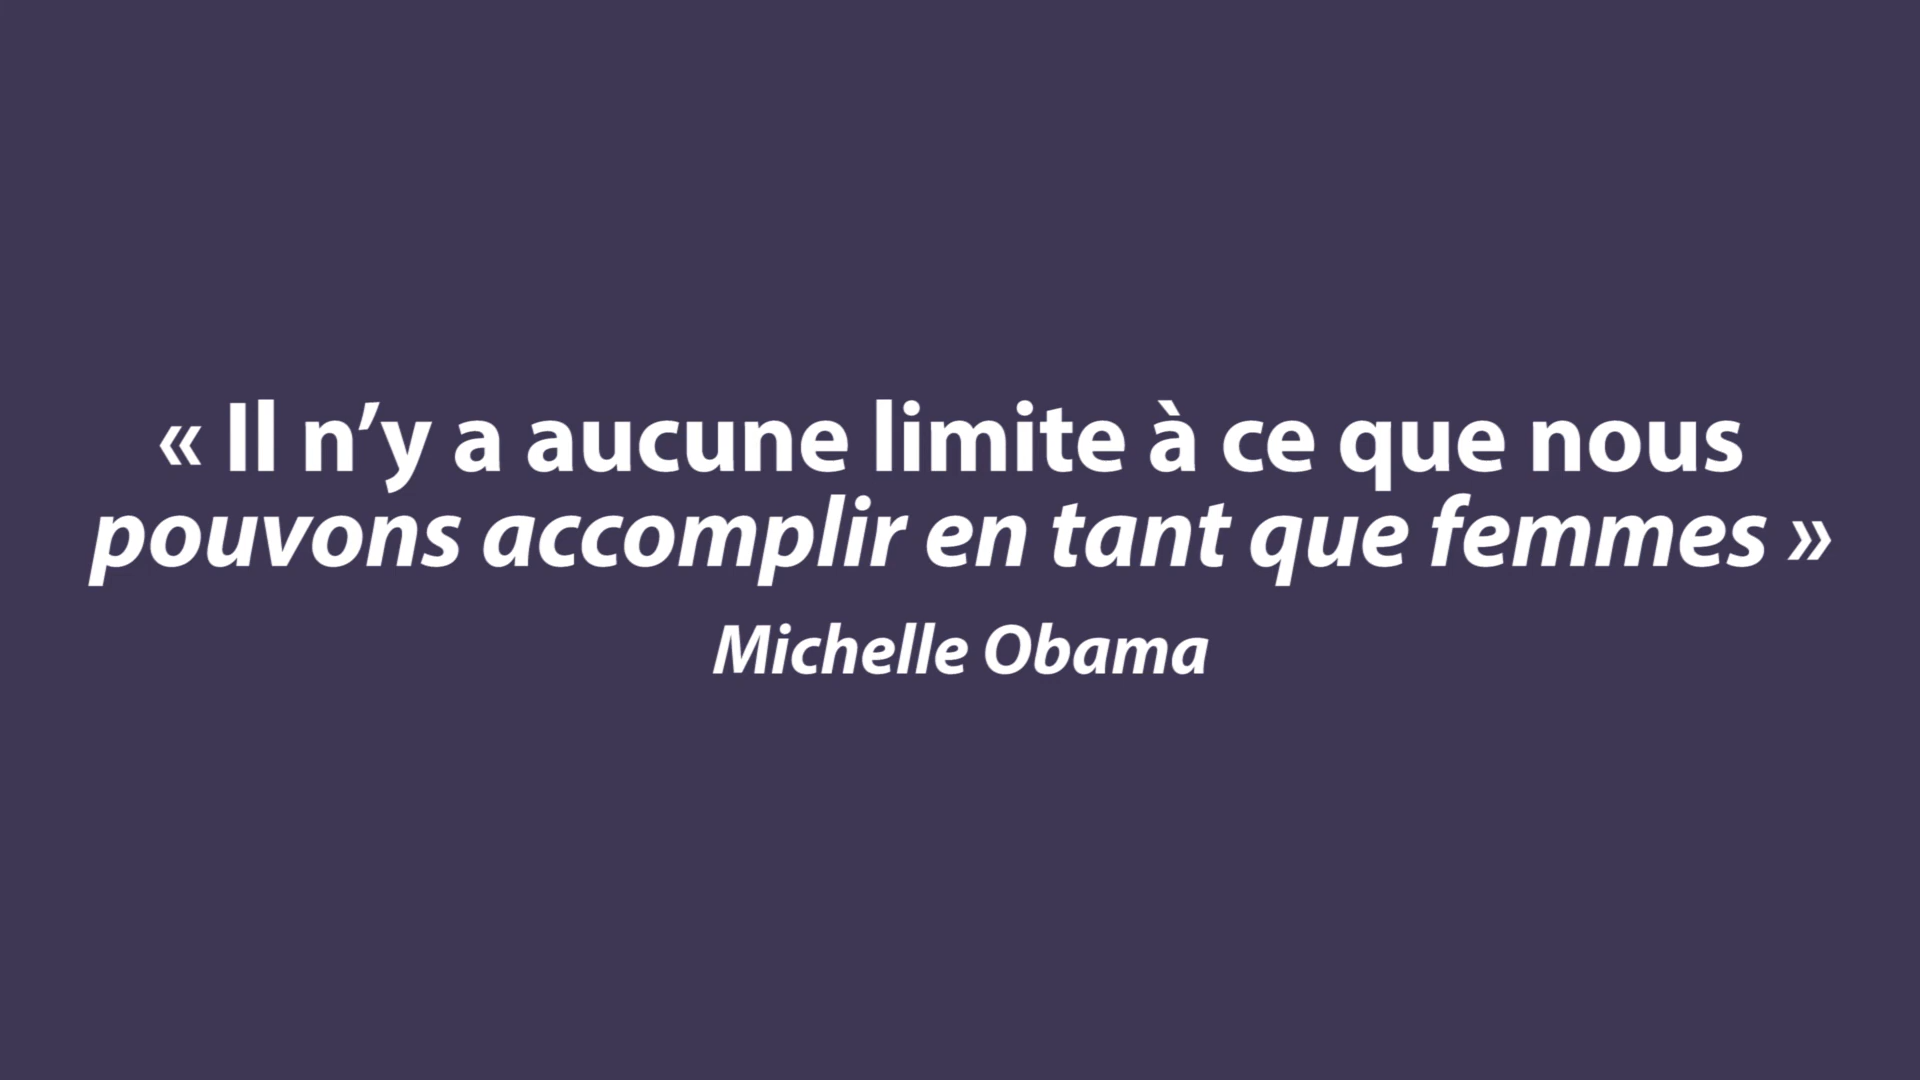 « Il n’y a aucune limite à ce que nous
pouvons accomplir en tant que femmes »
Michelle Obama